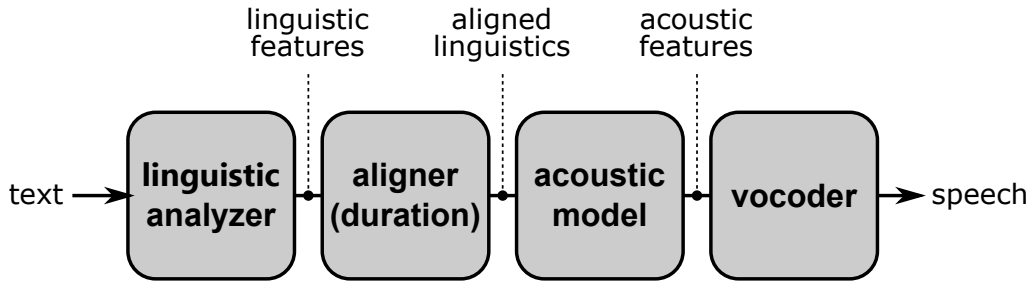 linguistic
features
aligned
linguistics
acoustic
features
text
linguistic
analyzer
aligner
(duration)
acoustic
model
vocoder
speech